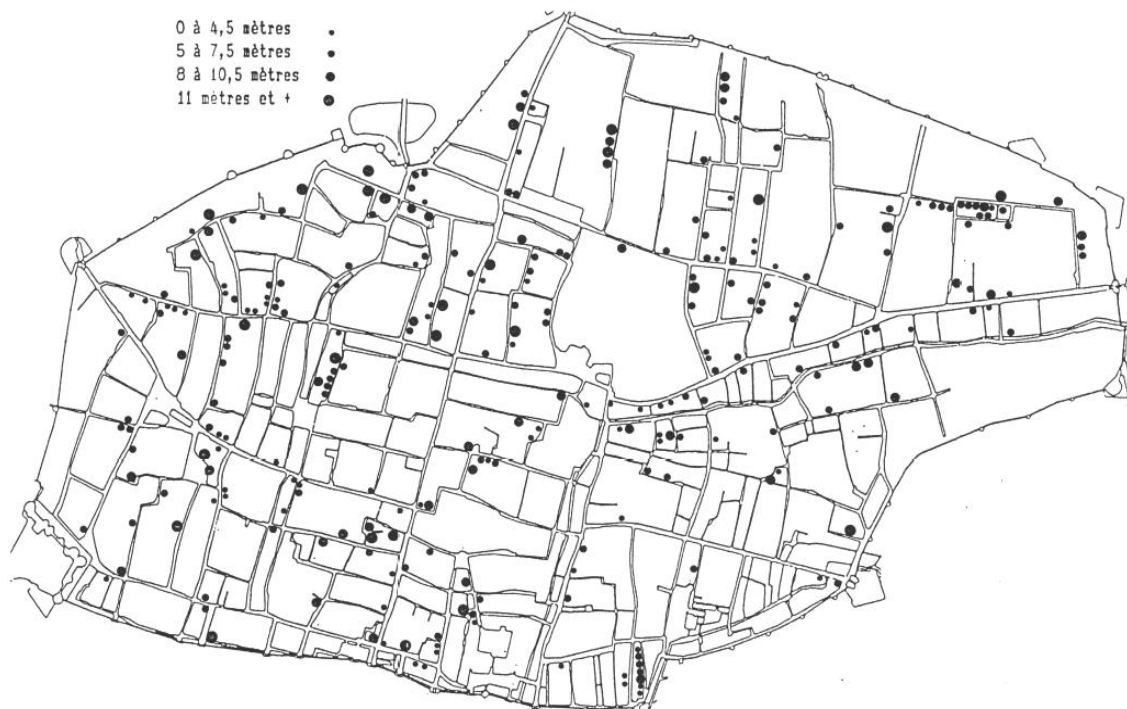 0 à 4,5 mètres
5 à 7,5 mètres
8 à 10,5 mètres
11 mètres et +